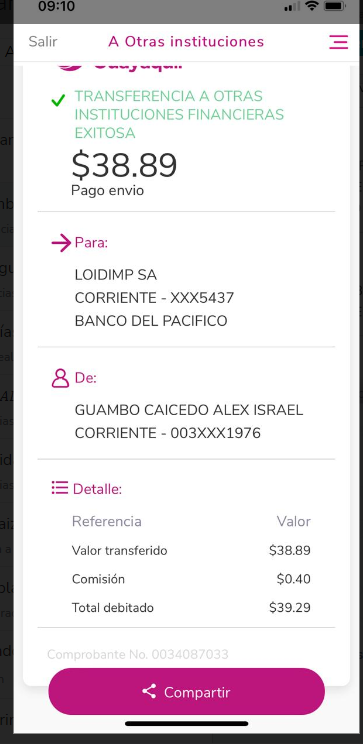 09:10
Salir
A Otras instituciones
Guayaquil
TRANSFERENCIA A OTRAS
INSTITUCIONES FINANCIERAS
EXITOSA
$38.89
Pago envio
Para:
LOIDIMP SA
CORRIENTE - XXX5437
BANCO DEL PACIFICO
De:
GUAMBO CAICEDO ALEX ISRAEL
CORRIENTE - 003XXX1976
Detalle:
Referencia Valor
Valor transferido $38.89
Comisión $0.40
Total debitado $39.29
Comprobante No. 0034087033
Compartir